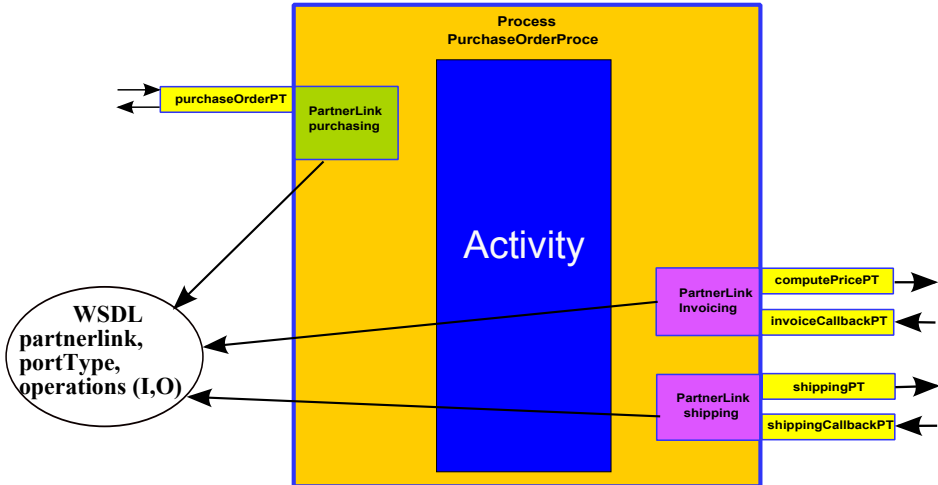 Process
PurchaseOrderProce
purchaseOrderPT
PartnerLink
purchasing
Activity
computePricePT
PartnerLink
Invoicing
invoiceCallbackPT
WSDL
partnerlink,
portType,
operations (I,O)
shippingPT
PartnerLink
shipping
shippingCallbackPT